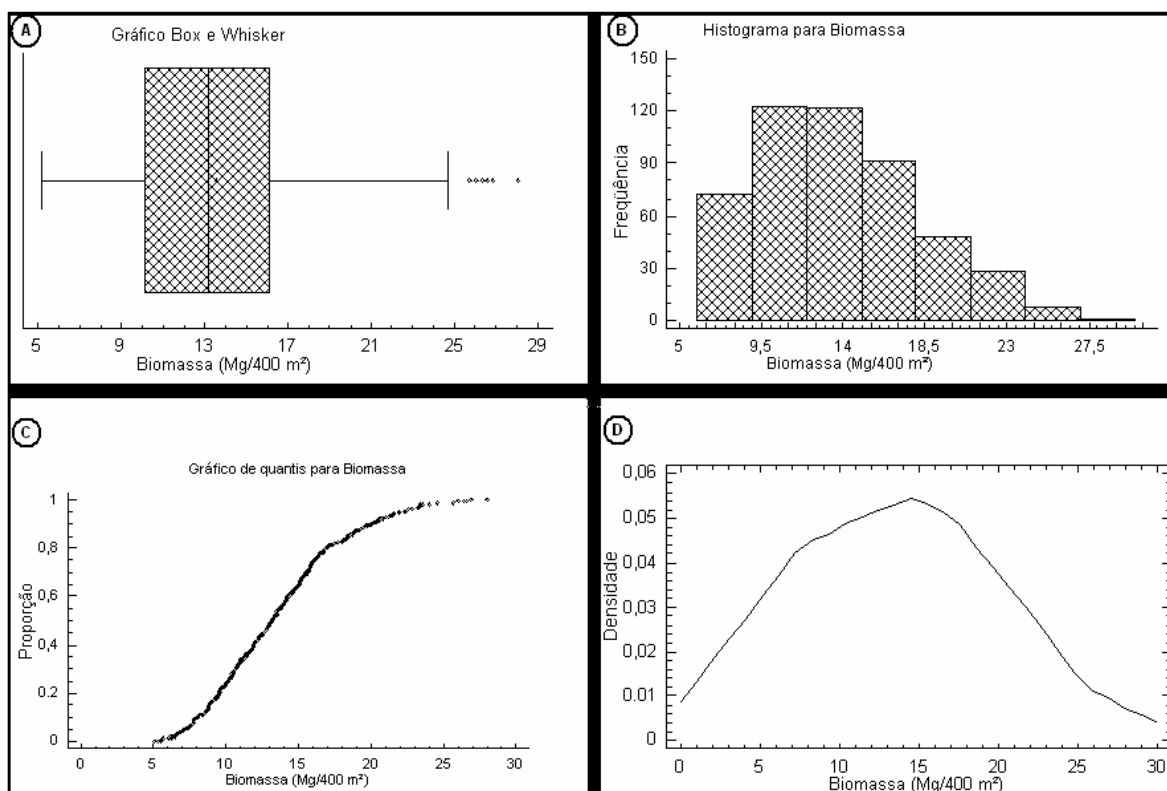 A
Gráfico Box e Whisker
5 9 13 17 21 25 29
Biomassa (Mg/400 m²)
B
Histograma para Biomassa
Freqüência
150
120
90
60
30
0
5 9,5 14 18,5 23 27,5
Biomassa (Mg/400 m²)
C
Gráfico de quantis para Biomassa
Proporção
1
0,8
0,6
0,4
0,2
0
0 5 10 15 20 25 30
Biomassa (Mg/400 m²)
D
Densidade
0,06
0,05
0,04
0,03
0,02
0.01
0
0 5 10 15 20 25 30
Biomassa (Mg/400 m²)